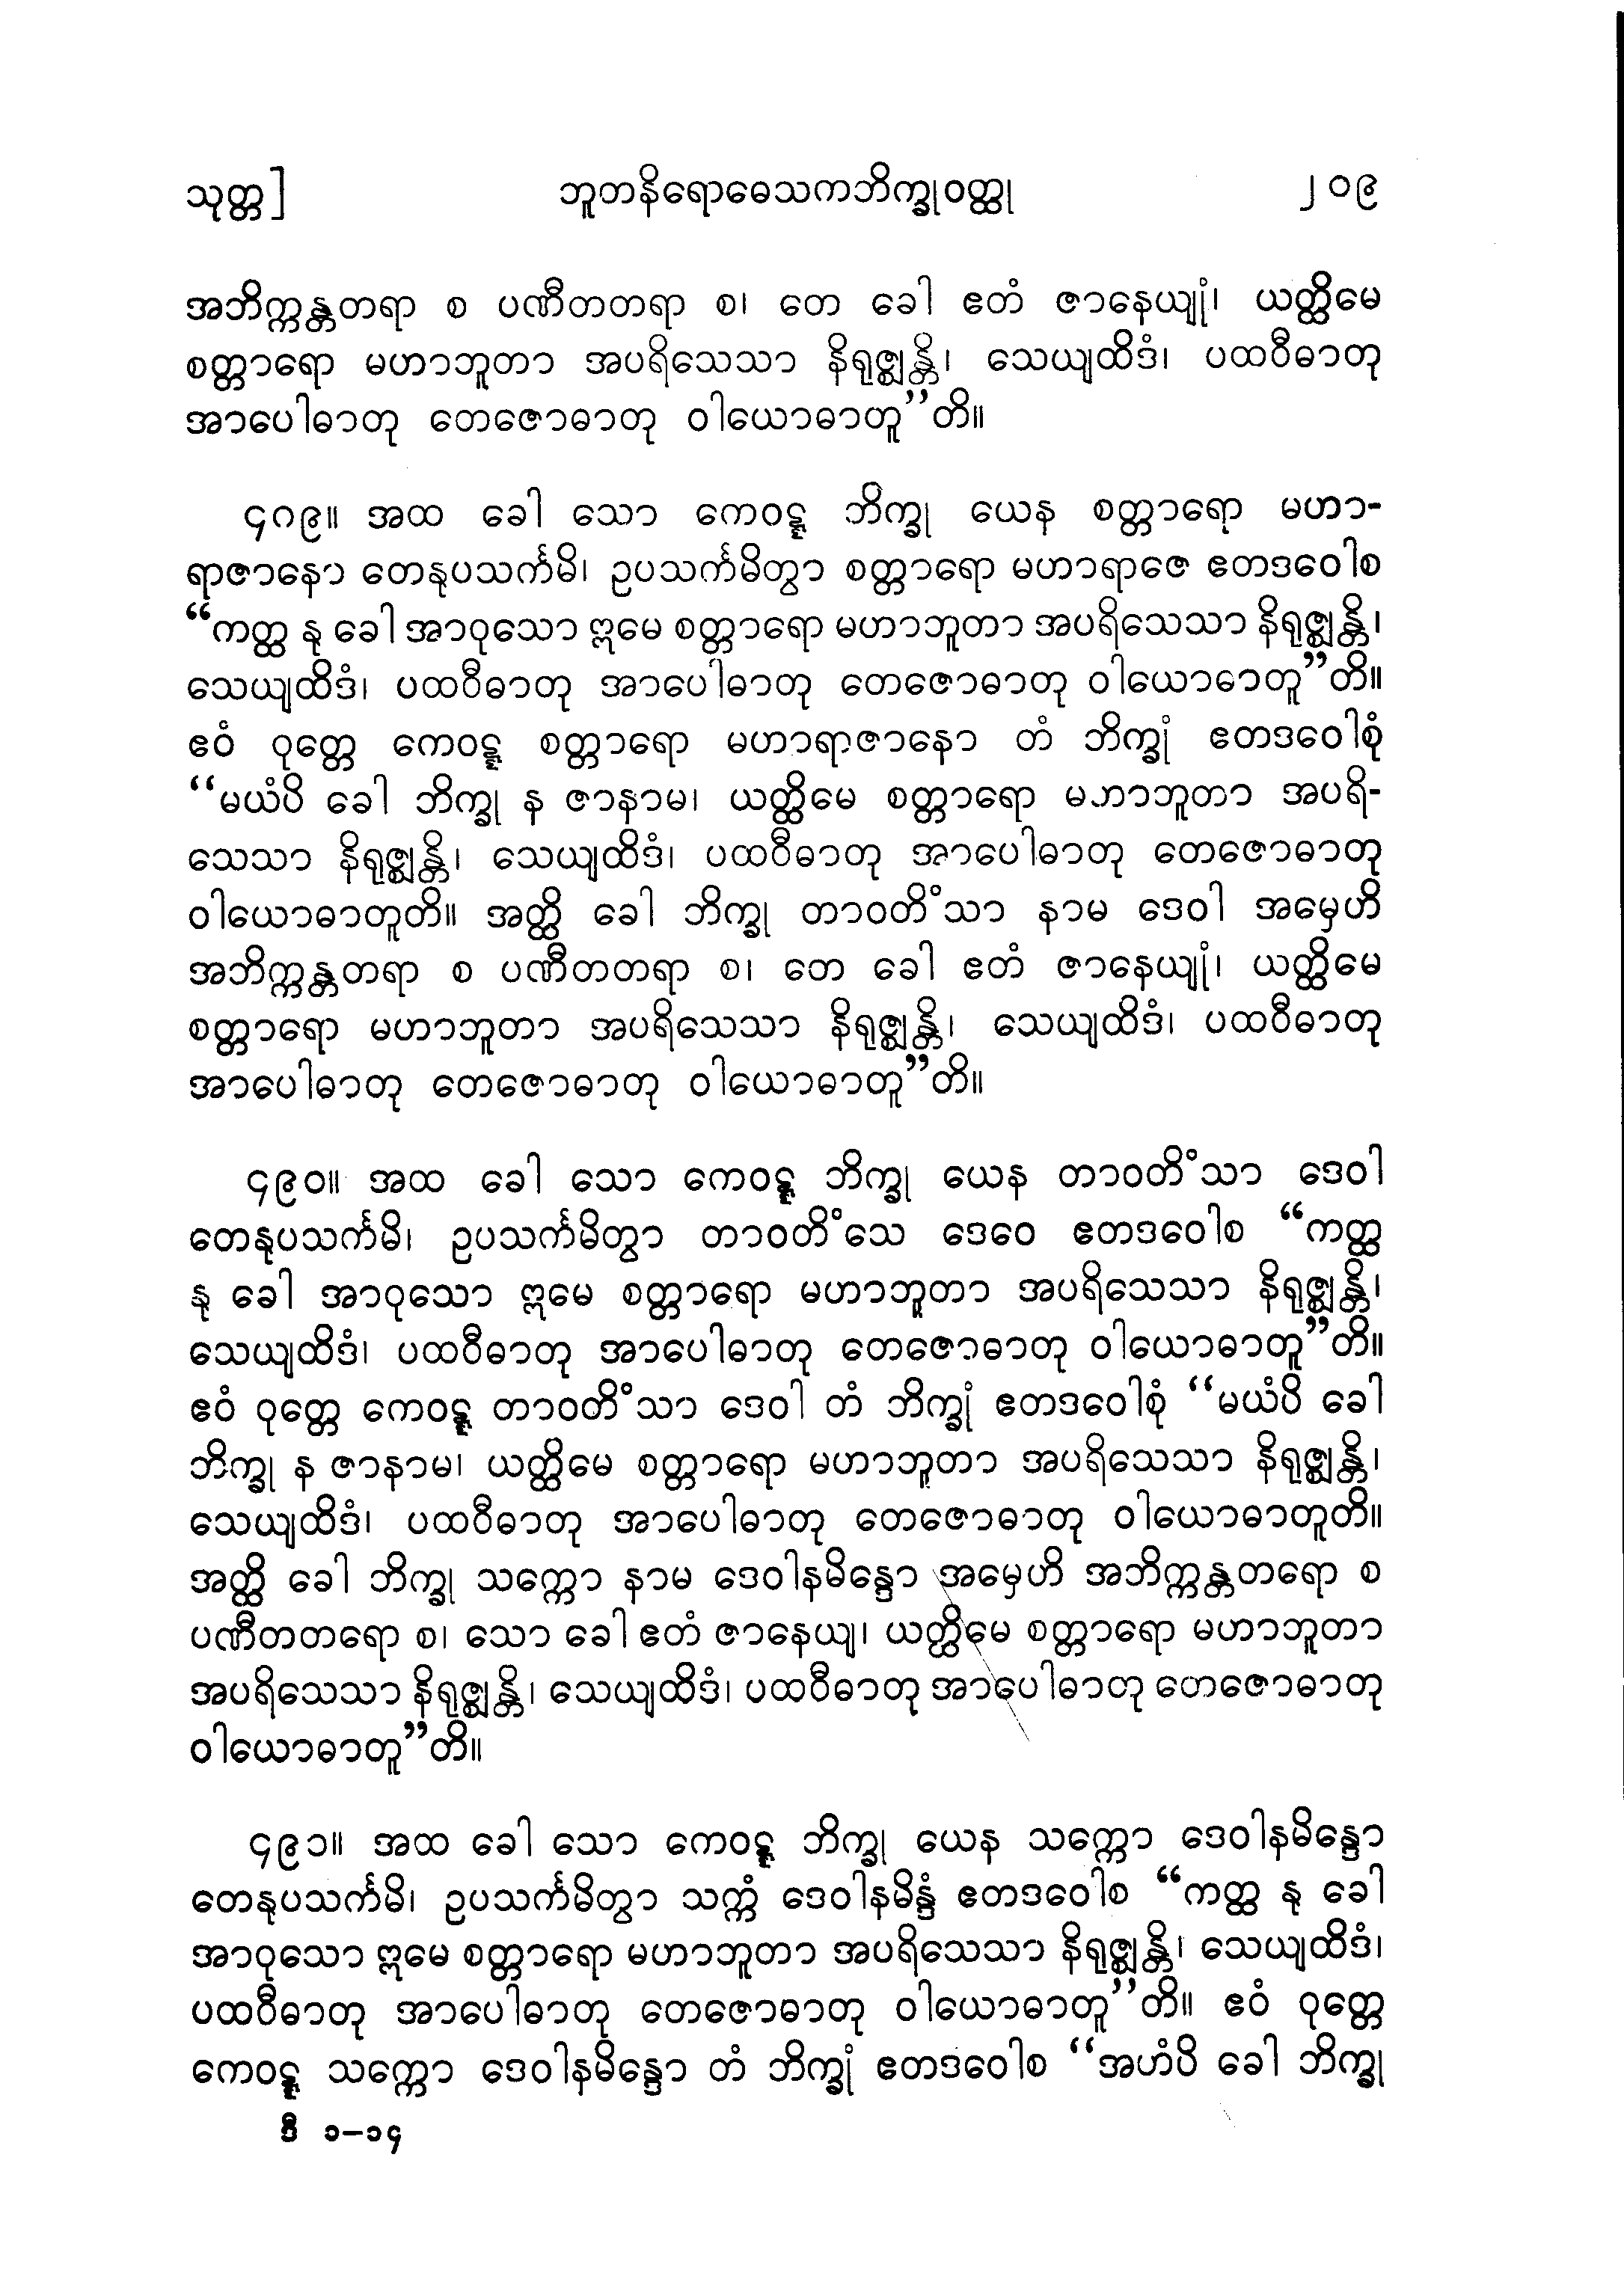 သုတ္တ] ဘူတနိရောဓေသကဘိက္ခုဝတ္ထု ၂၀၉
အဘိက္ကန္တတရာ စ ပဏီတတရာ စ၊ တေ ခေါ ဧတံ ဇာနေယျုံ၊ ယတ္ထိမေ
စတ္တာရော မဟာဘူတာ အပရိသေသာ နိရုဇ္ဈန္တိ၊ သေယျထိဒံ၊ ပထဝီဓာတု
အာပေါဓာတု တေဇောဓာတု ဝါယောဓာတူ”တိ။
၄၈၉။ အထ ခေါ သော ကေဝဋ္ဋ ဘိက္ခု ယေန စတ္တာရော မဟာ-
ရာဇာနော တေနုပသင်္ကမိ၊ ဥပသင်္ကမိတွာ စတ္တာရော မဟာရာဇေ ဧတဒဝေါစ
“ကတ္ထ နု ခေါ အာဝုသော ဣမေ စတ္တာရော မဟာဘူတာ အပရိသေသာ နိရုဇ္ဈန္တိ၊
သေယျထိဒံ၊ ပထဝီဓာတု အာပေါဓာတု တေဇောဓာတု ဝါယောဓာတူ”တိ။
ဧဝံ ဝုတ္တေ ကေဝဋ္ဋ စတ္တာရော မဟာရာဇာနော တံ ဘိက္ခုံ ဧတဒဝေါစုံ
“မယံပိ ခေါ ဘိက္ခု န ဇာနာမ၊ ယတ္ထိမေ စတ္တာရော မဟာဘူတာ အပရိ-
သေသာ နိရုဇ္ဈန္တိ၊ သေယျထိဒံ၊ ပထဝီဓာတု အာပေါဓာတု တေဇောဓာတု
ဝါယောဓာတူတိ။ အတ္ထိ ခေါ ဘိက္ခု တာဝတိံသာ နာမ ဒေဝါ အမှေဟိ
အဘိက္ကန္တတရာ စ ပဏီတတရာ စ၊ တေ ခေါ ဧတံ ဇာနေယျုံ၊ ယတ္ထိမေ
စတ္တာရော မဟာဘူတာ အပရိသေသာ နိရုဇ္ဈန္တိ၊ သေယျထိဒံ၊ ပထဝီဓာတု
အာပေါဓာတု တေဇောဓာတု ဝါယောဓာတူ”တိ။
၄၉၀။ အထ ခေါ သော ကေဝဋ္ဋ ဘိက္ခု ယေန တာဝတိံသာ ဒေဝါ
တေနုပသင်္ကမိ၊ ဥပသင်္ကမိတွာ တာဝတိံသေ ဒေဝေ ဧတဒဝေါစ “ကတ္ထ
နု ခေါ အာဝုသော ဣမေ စတ္တာရော မဟာဘူတာ အပရိသေသာ နိရုဇ္ဈန္တိ၊
သေယျထိဒံ၊ ပထဝီဓာတု အာပေါဓာတု တေဇောဓာတု ဝါယောဓာတူ”တိ။
ဧဝံ ဝုတ္တေ ကေဝဋ္ဋ တာဝတိံသာ ဒေဝါ တံ ဘိက္ခုံ ဧတဒဝေါစုံ “မယံပိ ခေါ
ဘိက္ခု န ဇာနာမ၊ ယတ္ထိမေ စတ္တာရော မဟာဘူတာ အပရိသေသာ နိရုဇ္ဈန္တိ၊
သေယျထိဒံ၊ ပထဝီဓာတု အာပေါဓာတု တေဇောဓာတု ဝါယောဓာတူတိ။
အတ္ထိ ခေါ ဘိက္ခု သက္ကော နာမ ဒေဝါနမိန္ဒော အမှေဟိ အဘိက္ကန္တတရော စ
ပဏီတတရော စ၊ သော ခေါ ဧတံ ဇာနေယျ၊ ယတ္ထိမေ စတ္တာရော မဟာဘူတာ
အပရိသေသာ နိရုဇ္ဈန္တိ၊ သေယျထိဒံ၊ ပထဝီဓာတု အာပေါဓာတု တေဇောဓာတု
ဝါယောဓာတူ”တိ။
၄၉၁။ အထ ခေါ သော ကေဝဋ္ဋ ဘိက္ခု ယေန သက္ကော ဒေဝါနမိန္ဒော
တေနုပသင်္ကမိ၊ ဥပသင်္ကမိတွာ သက္ကံ ဒေဝါနမိန္ဒံ ဧတဒဝေါစ “ကတ္ထ နု ခေါ
အာဝုသော ဣမေ စတ္တာရော မဟာဘူတာ အပရိသေသာ နိရုဇ္ဈန္တိ၊ သေယျထိဒံ၊
ပထဝီဓာတု အာပေါဓာတု တေဇောဓာတု ဝါယောဓာတူ”တိ။ ဧဝံ ဝုတ္တေ
ကေဝဋ္ဋ သက္ကော ဒေဝါနမိန္ဒော တံ ဘိက္ခုံ ဧတဒဝေါစ “အဟံပိ ခေါ ဘိက္ခု
ဒီ ၁–၁၄